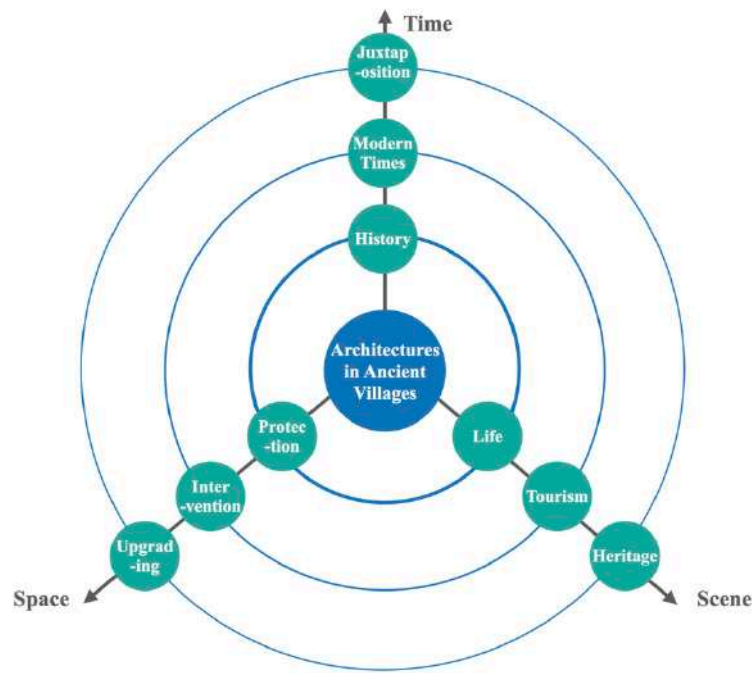 Time
Juxtap
-osition
Modern
Times
History
Architectures
in Ancient
Villages
Protec
-tion
Life
Inter
-vention
Tourism
Upgrad
-ing
Heritage
Space
Scene